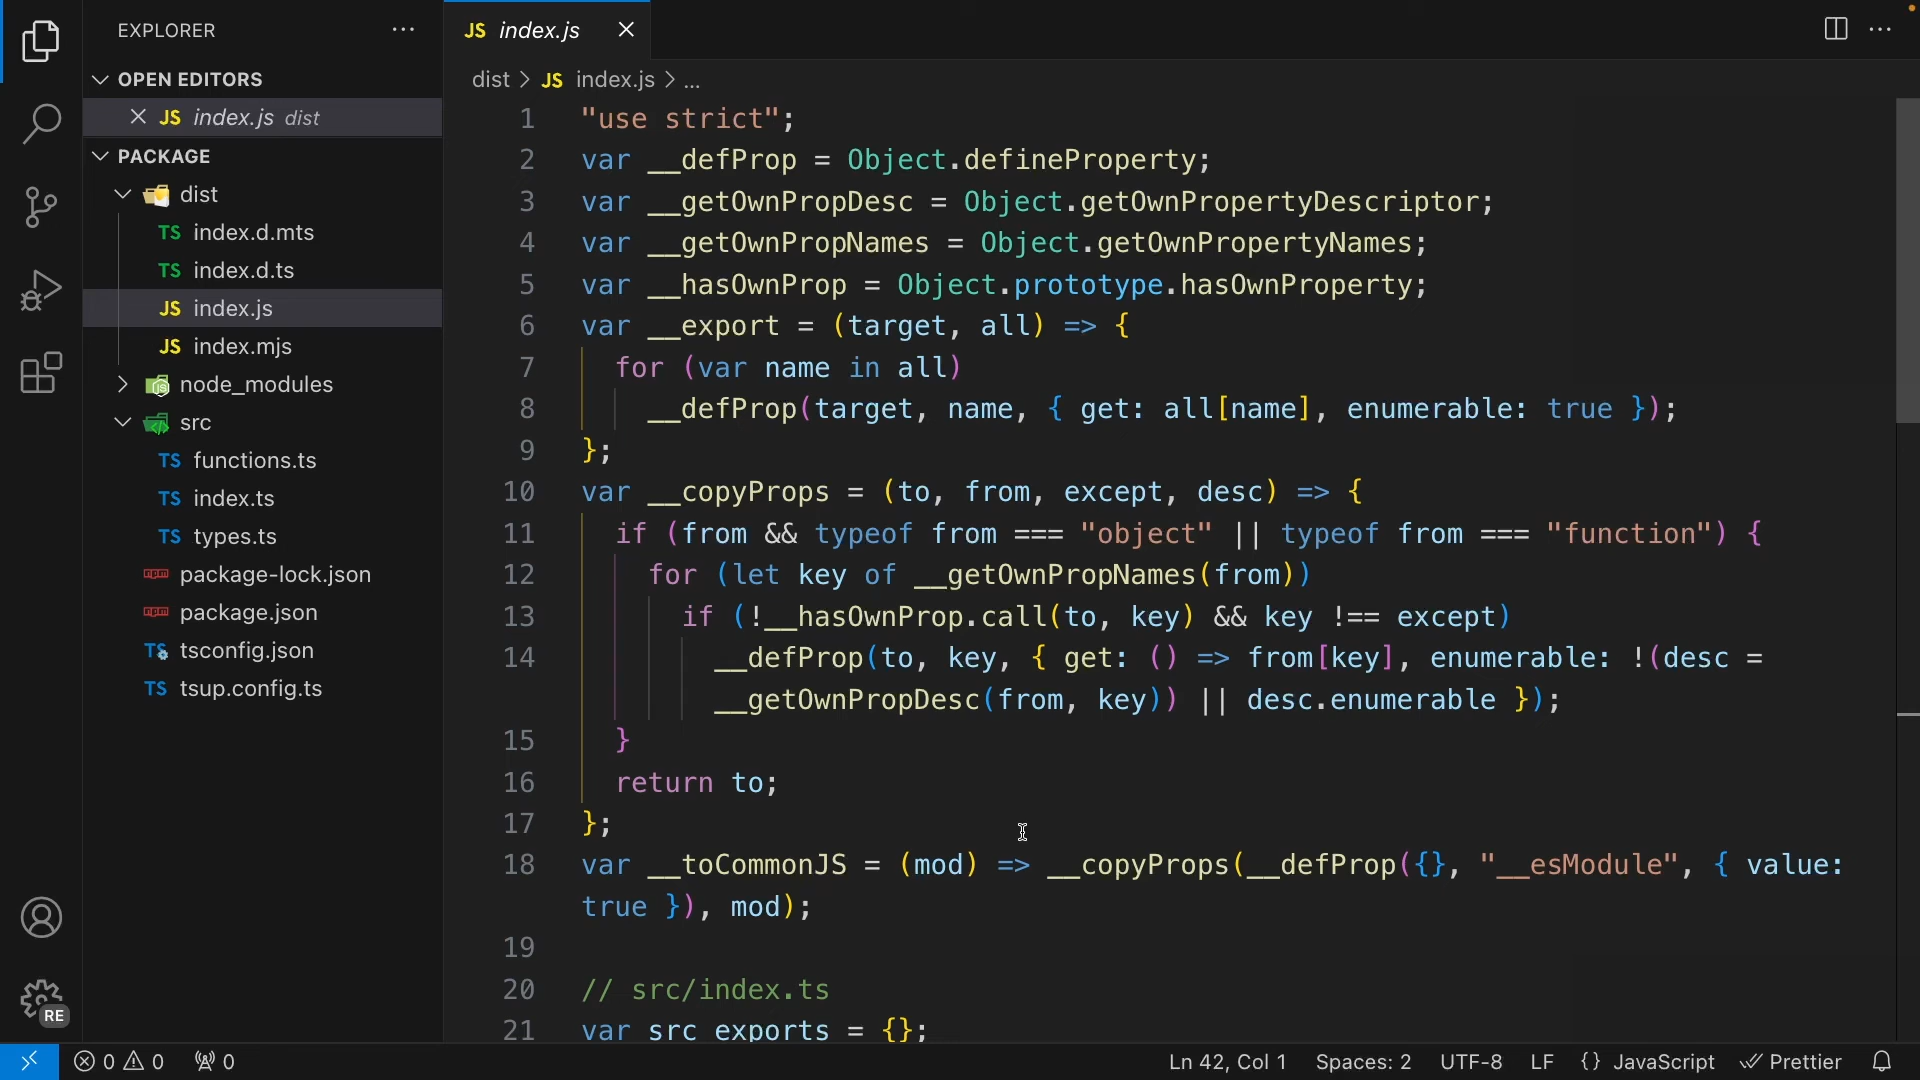 EXPLORER
OPEN EDITORS
JS index.js dist
PACKAGE
dist
TS index.d.mts
TS index.d.ts
JS index.js
JS index.mjs
node_modules
src
TS functions.ts
TS index.ts
TS types.ts
package-lock.json
package.json
TS tsconfig.json
TS tsup.config.ts
RE
JS index.js
dist > JS index.js > ...
1 "use strict";
2 var __defProp = Object.defineProperty;
3 var __getOwnPropDesc = Object.getOwnPropertyDescriptor;
4 var __getOwnPropNames = Object.getOwnPropertyNames;
5 var __hasOwnProp = Object.prototype.hasOwnProperty;
6 var __export = (target, all) => {
7 for (var name in all)
8 __defProp(target, name, { get: all[name], enumerable: true });
9 };
10 var __copyProps = (to, from, except, desc) => {
11 if (from && typeof from === "object" || typeof from === "function") {
12 for (let key of __getOwnPropNames(from))
13 if (!__hasOwnProp.call(to, key) && key !== except)
14 __defProp(to, key, { get: () => from[key], enumerable: !(desc =
__getOwnPropDesc(from, key)) || desc.enumerable });
15 }
16 return to;
17 };
18 var __toCommonJS = (mod) => __copyProps(__defProp({}, "__esModule", { value:
true }), mod);
19
20 // src/index.ts
21 var src_exports = {};
0 0 0
Ln 42, Col 1 Spaces: 2 UTF-8 LF {} JavaScript Prettier